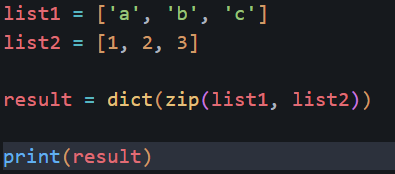 list1 = ['a', 'b', 'c']
list2 = [1, 2, 3]
result = dict(zip(list1, list2))
print(result)